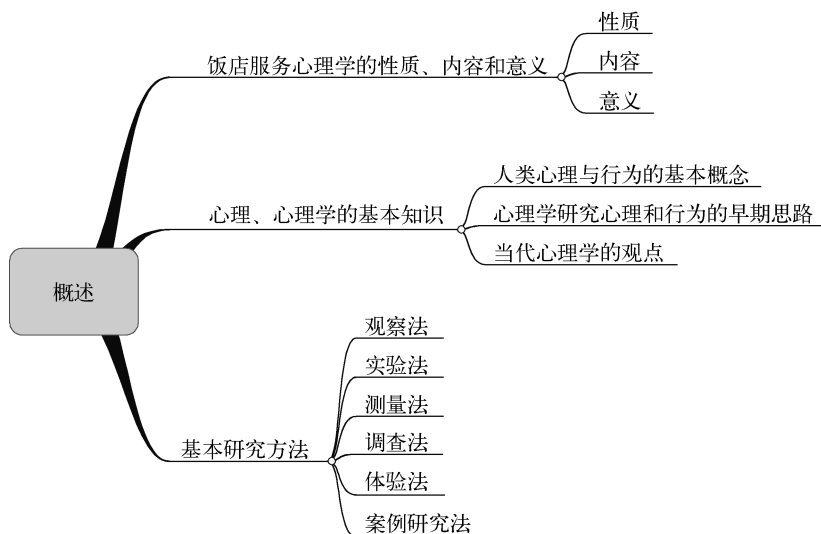 概述
饭店服务心理学的性质、内容和意义
性质
内容
意义
心理、心理学的基本知识
人类心理与行为的基本概念
心理学研究心理和行为的早期思路
当代心理学的观点
基本研究方法
观察法
实验法
测量法
调查法
体验法
案例研究法